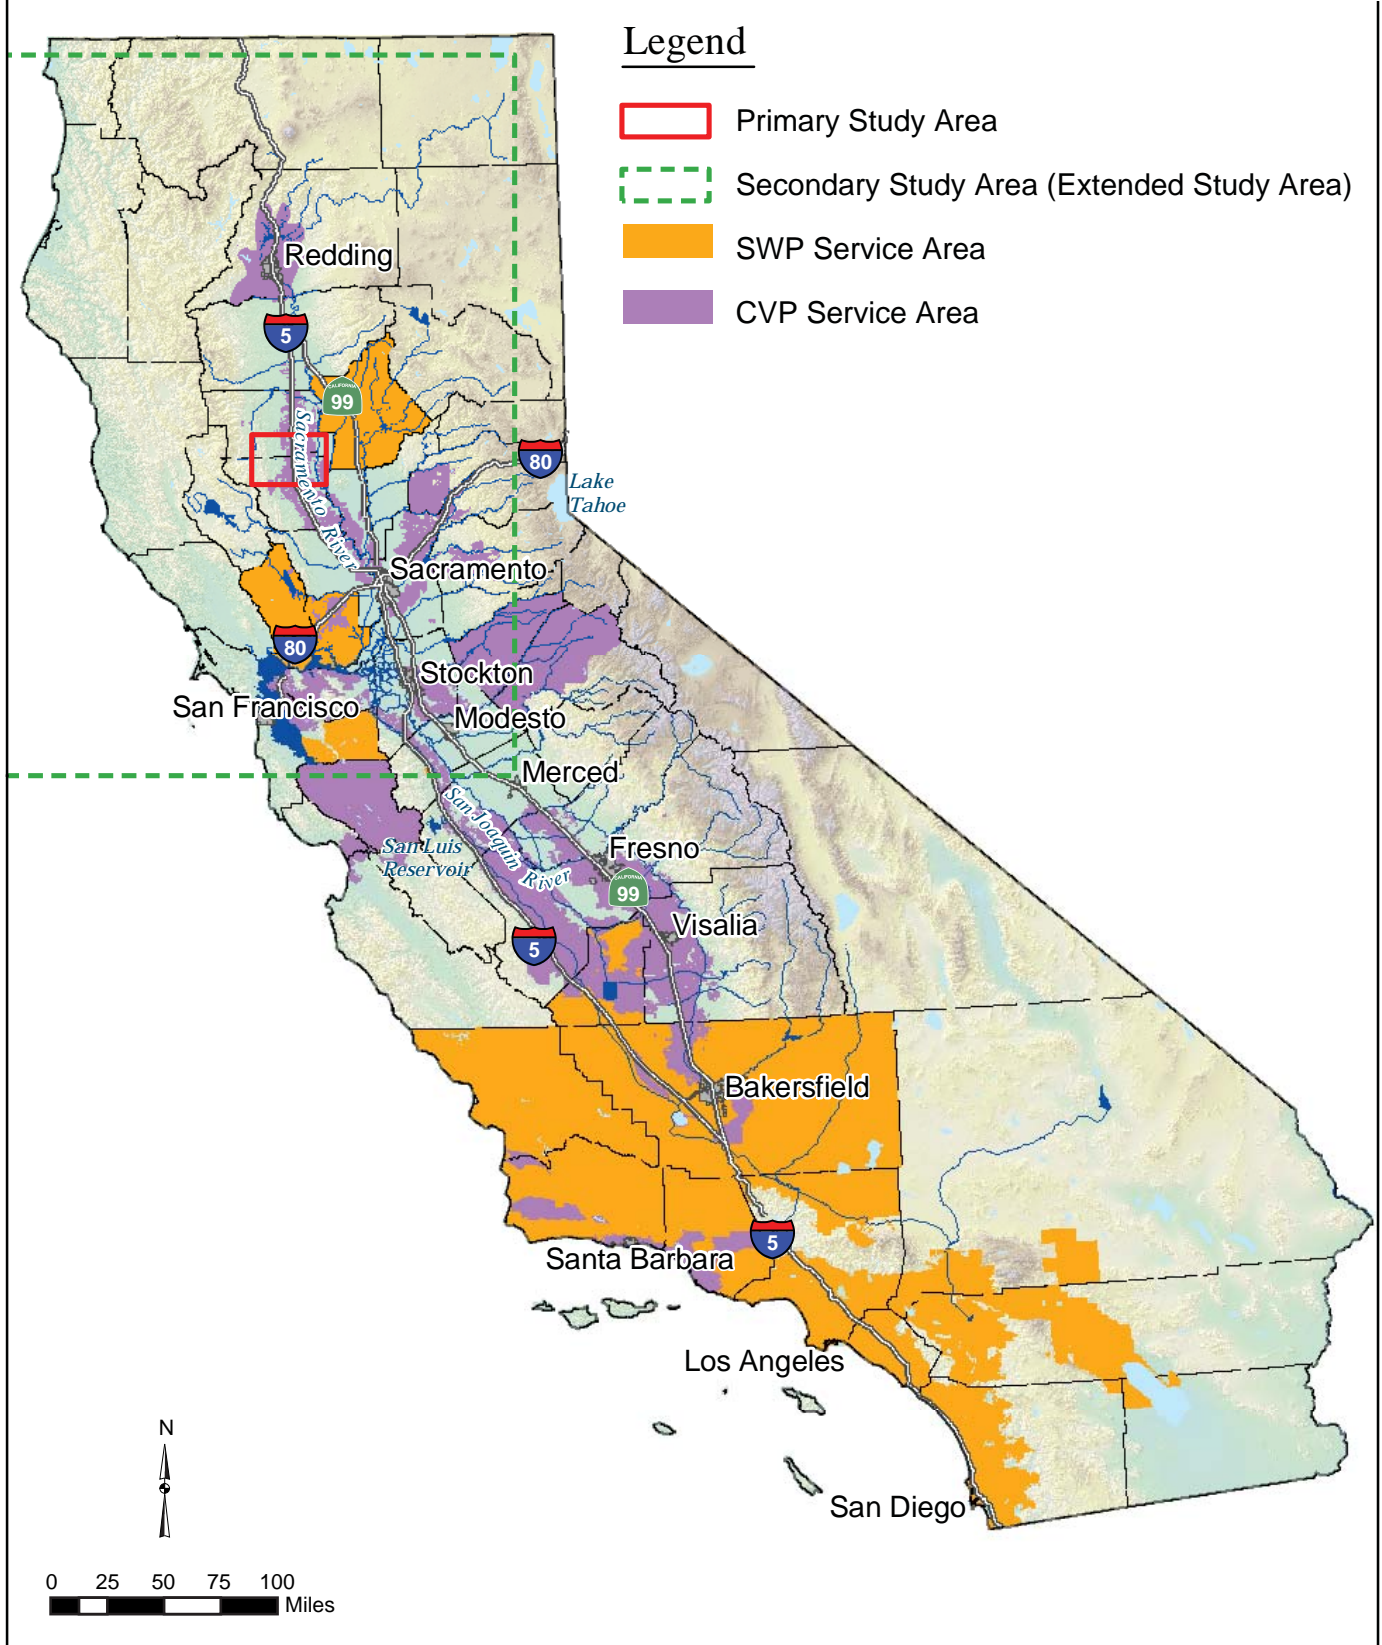 Legend
Primary Study Area
Secondary Study Area (Extended Study Area)
SWP Service Area
CVP Service Area
Redding
5
CALIFORNIA
99
Sacramento River
80
Lake
Tahoe
Sacramento
80
Stockton
San Francisco
Modesto
Merced
San Joaquin River
San Luis
Reservoir
Fresno
CALIFORNIA
99
Visalia
5
Bakersfield
5
Santa Barbara
Los Angeles
San Diego
N
0 25 50 75 100
Miles